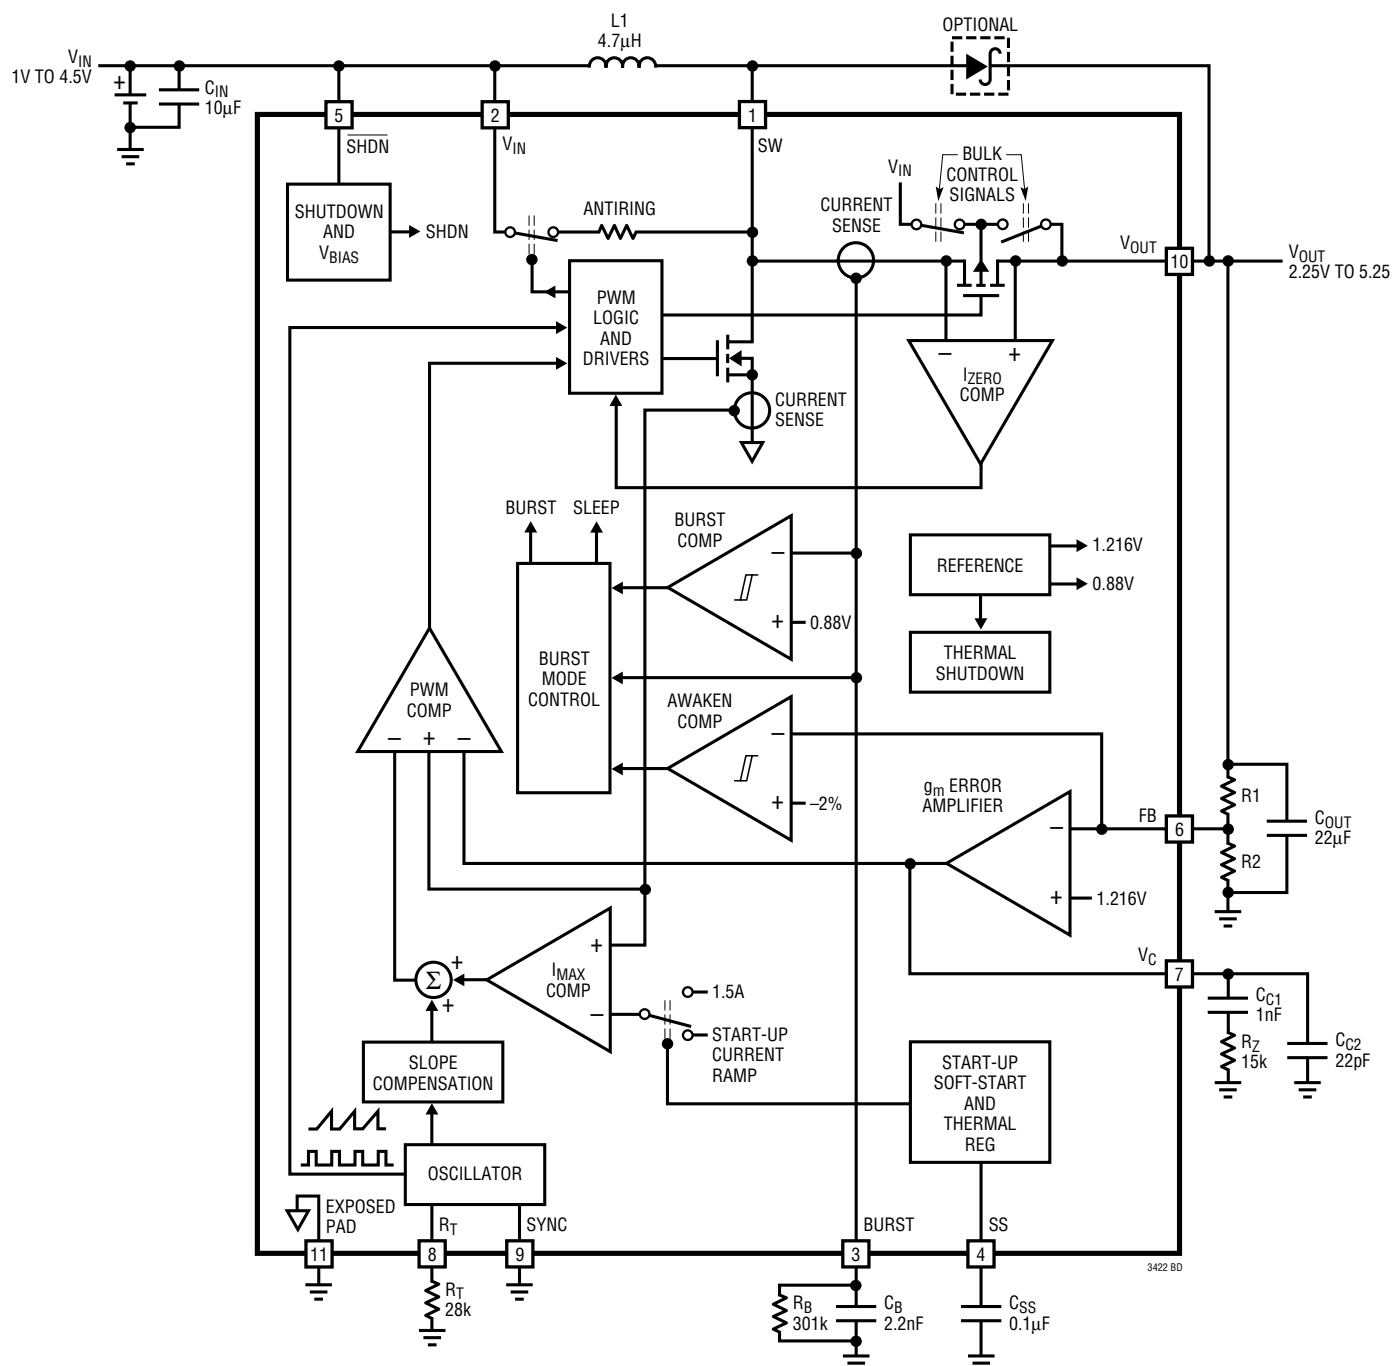 L1
4.7µH
OPTIONAL
VIN
1V TO 4.5V
+
CIN
10µF
5
2
1
SHDN
VIN
SW
SHUTDOWN
AND
VBIAS
SHDN
ANTIRING
CURRENT
SENSE
VIN
BULK
CONTROL
SIGNALS
VOUT
10
VOUT
2.25V TO 5.25
PWM
LOGIC
AND
DRIVERS
– +
IZERO
COMP
CURRENT
SENSE
BURST
SLEEP
BURST
COMP
–
+
0.88V
REFERENCE
1.216V
0.88V
THERMAL
SHUTDOWN
BURST
MODE
CONTROL
AWAKEN
COMP
–
+
–2%
PWM
COMP
– + –
gm ERROR
AMPLIFIER
–
+
1.216V
FB
6
R1
R2
COUT
22µF
VC
7
CC1
1nF
RZ
15k
CC2
22pF
IMAX
COMP
+
–
Σ
+
+
1.5A
START-UP
CURRENT
RAMP
SLOPE
COMPENSATION
START-UP
SOFT-START
AND
THERMAL
REG
OSCILLATOR
EXPOSED
PAD
RT
SYNC
BURST
SS
11
8
9
3
4
3422 BD
RT
28k
RB
301k
CB
2.2nF
CSS
0.1µF